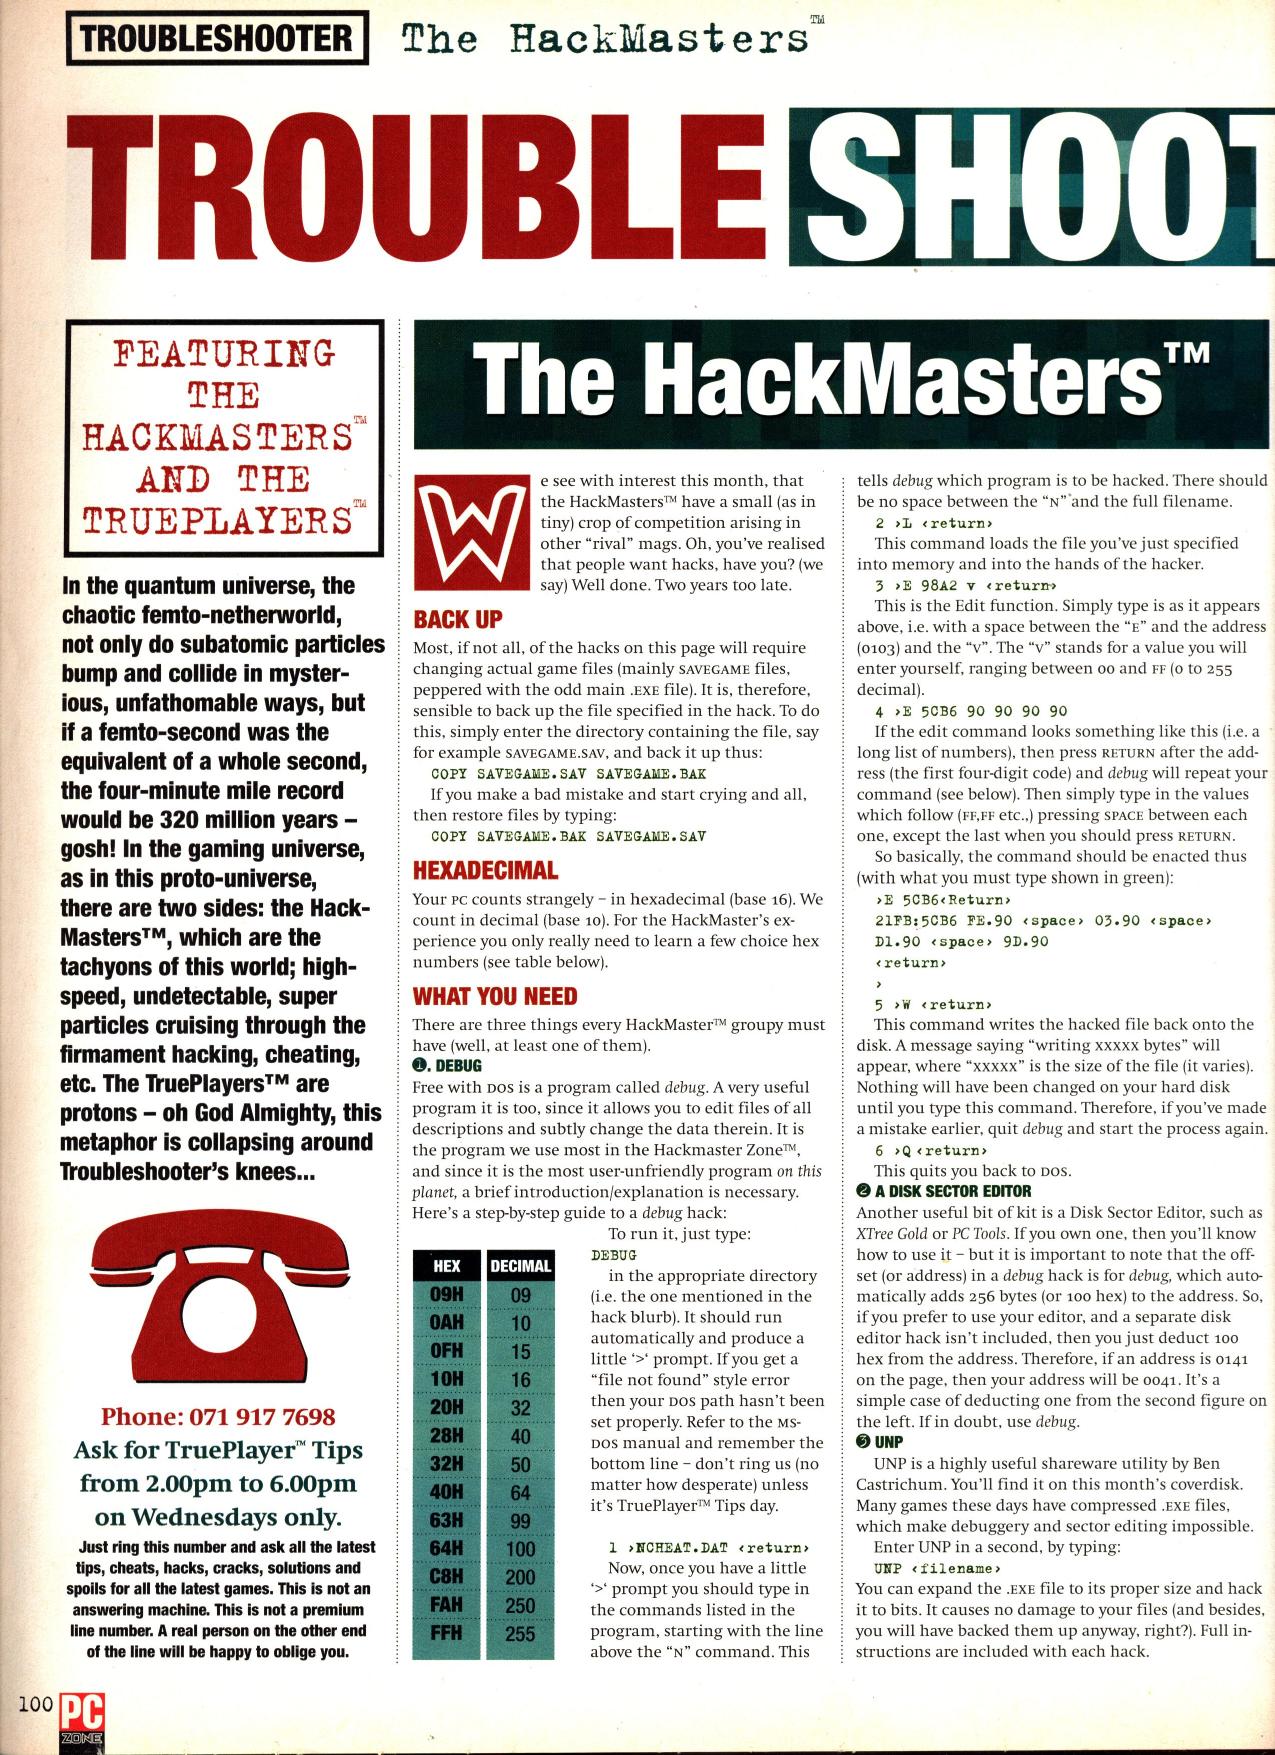 TROUBLESHOOTER
The HackMasters™
TROUBLE SHOOT
FEATURING
THE
HACKMASTERS™
AND THE
TRUEPLAYERS™
In the quantum universe, the
chaotic femto-netherworld,
not only do subatomic particles
bump and collide in myster-
ious, unfathomable ways, but
if a femto-second was the
equivalent of a whole second,
the four-minute mile record
would be 320 million years –
gosh! In the gaming universe,
as in this proto-universe,
there are two sides: the Hack-
Masters™, which are the
tachyons of this world; high-
speed, undetectable, super
particles cruising through the
firmament hacking, cheating,
etc. The TruePlayers™ are
protons – oh God Almighty, this
metaphor is collapsing around
Troubleshooter's knees...
Phone: 071 917 7698
Ask for TruePlayer™ Tips
from 2.00pm to 6.00pm
on Wednesdays only.
Just ring this number and ask all the latest
tips, cheats, hacks, cracks, solutions and
spoils for all the latest games. This is not an
answering machine. This is not a premium
line number. A real person on the other end
of the line will be happy to oblige you.
The HackMasters™
We see with interest this month, that
the HackMasters™ have a small (as in
tiny) crop of competition arising in
other “rival” mags. Oh, you've realised
that people want hacks, have you? (we
say) Well done. Two years too late.
BACK UP
Most, if not all, of the hacks on this page will require
changing actual game files (mainly SAVEGAME files,
peppered with the odd main .EXE file). It is, therefore,
sensible to back up the file specified in the hack. To do
this, simply enter the directory containing the file, say
for example SAVEGAME.SAV, and back it up thus:
COPY SAVEGAME.SAV SAVEGAME.BAK
If you make a bad mistake and start crying and all,
then restore files by typing:
COPY SAVEGAME.BAK SAVEGAME.SAV
HEXADECIMAL
Your PC counts strangely – in hexadecimal (base 16). We
count in decimal (base 10). For the HackMaster's ex-
perience you only really need to learn a few choice hex
numbers (see table below).
WHAT YOU NEED
There are three things every HackMaster™ groupy must
have (well, at least one of them).
❶. DEBUG
Free with DOS is a program called debug. A very useful
program it is too, since it allows you to edit files of all
descriptions and subtly change the data therein. It is
the program we use most in the Hackmaster Zone™,
and since it is the most user-unfriendly program on this
planet, a brief introduction/explanation is necessary.
Here's a step-by-step guide to a debug hack:
HEX DECIMAL
09H 09
0AH 10
0FH 15
10H 16
20H 32
28H 40
32H 50
40H 64
63H 99
64H 100
C8H 200
FAH 250
FFH 255
To run it, just type:
DEBUG
in the appropriate directory
(i.e. the one mentioned in the
hack blurb). It should run
automatically and produce a
little ‘>‘ prompt. If you get a
“file not found” style error
then your DOS path hasn't been
set properly. Refer to the MS-
DOS manual and remember the
bottom line – don't ring us (no
matter how desperate) unless
it's TruePlayer™ Tips day.
1 >NCHEAT.DAT <return>
Now, once you have a little
‘>‘ prompt you should type in
the commands listed in the
program, starting with the line
above the “N” command. This
tells debug which program is to be hacked. There should
be no space between the “N” and the full filename.
2 >L <return>
This command loads the file you've just specified
into memory and into the hands of the hacker.
3 >E 98A2 v <return>
This is the Edit function. Simply type is as it appears
above, i.e. with a space between the “E” and the address
(0103) and the “V”. The “V” stands for a value you will
enter yourself, ranging between 00 and FF (0 to 255
decimal).
4 >E 5CB6 90 90 90 90
If the edit command looks something like this (i.e. a
long list of numbers), then press RETURN after the add-
ress (the first four-digit code) and debug will repeat your
command (see below). Then simply type in the values
which follow (FF,FF etc.,) pressing SPACE between each
one, except the last when you should press RETURN.
So basically, the command should be enacted thus
(with what you must type shown in green):
>E 5CB6<Return>
21FB:5CB6 FE.90 <space> 03.90 <space>
D1.90 <space> 9D.90
<return>
>
5 >W <return>
This command writes the hacked file back onto the
disk. A message saying “writing xxxxx bytes” will
appear, where “xxxxx” is the size of the file (it varies).
Nothing will have been changed on your hard disk
until you type this command. Therefore, if you've made
a mistake earlier, quit debug and start the process again.
6 >Q <return>
This quits you back to DOS.
❷ A DISK SECTOR EDITOR
Another useful bit of kit is a Disk Sector Editor, such as
XTree Gold or PC Tools. If you own one, then you'll know
how to use it – but it is important to note that the off-
set (or address) in a debug hack is for debug, which auto-
matically adds 256 bytes (or 100 hex) to the address. So,
if you prefer to use your editor, and a separate disk
editor hack isn't included, then you just deduct 100
hex from the address. Therefore, if an address is 0141
on the page, then your address will be 0041. It's a
simple case of deducting one from the second figure on
the left. If in doubt, use debug.
❸ UNP
UNP is a highly useful shareware utility by Ben
Castrichum. You'll find it on this month's coverdisk.
Many games these days have compressed .EXE files,
which make debuggery and sector editing impossible.
Enter UNP in a second, by typing:
UNP <filename>
You can expand the .EXE file to its proper size and hack
it to bits. It causes no damage to your files (and besides,
you will have backed them up anyway, right?). Full in-
structions are included with each hack.
100
PC
ZONE